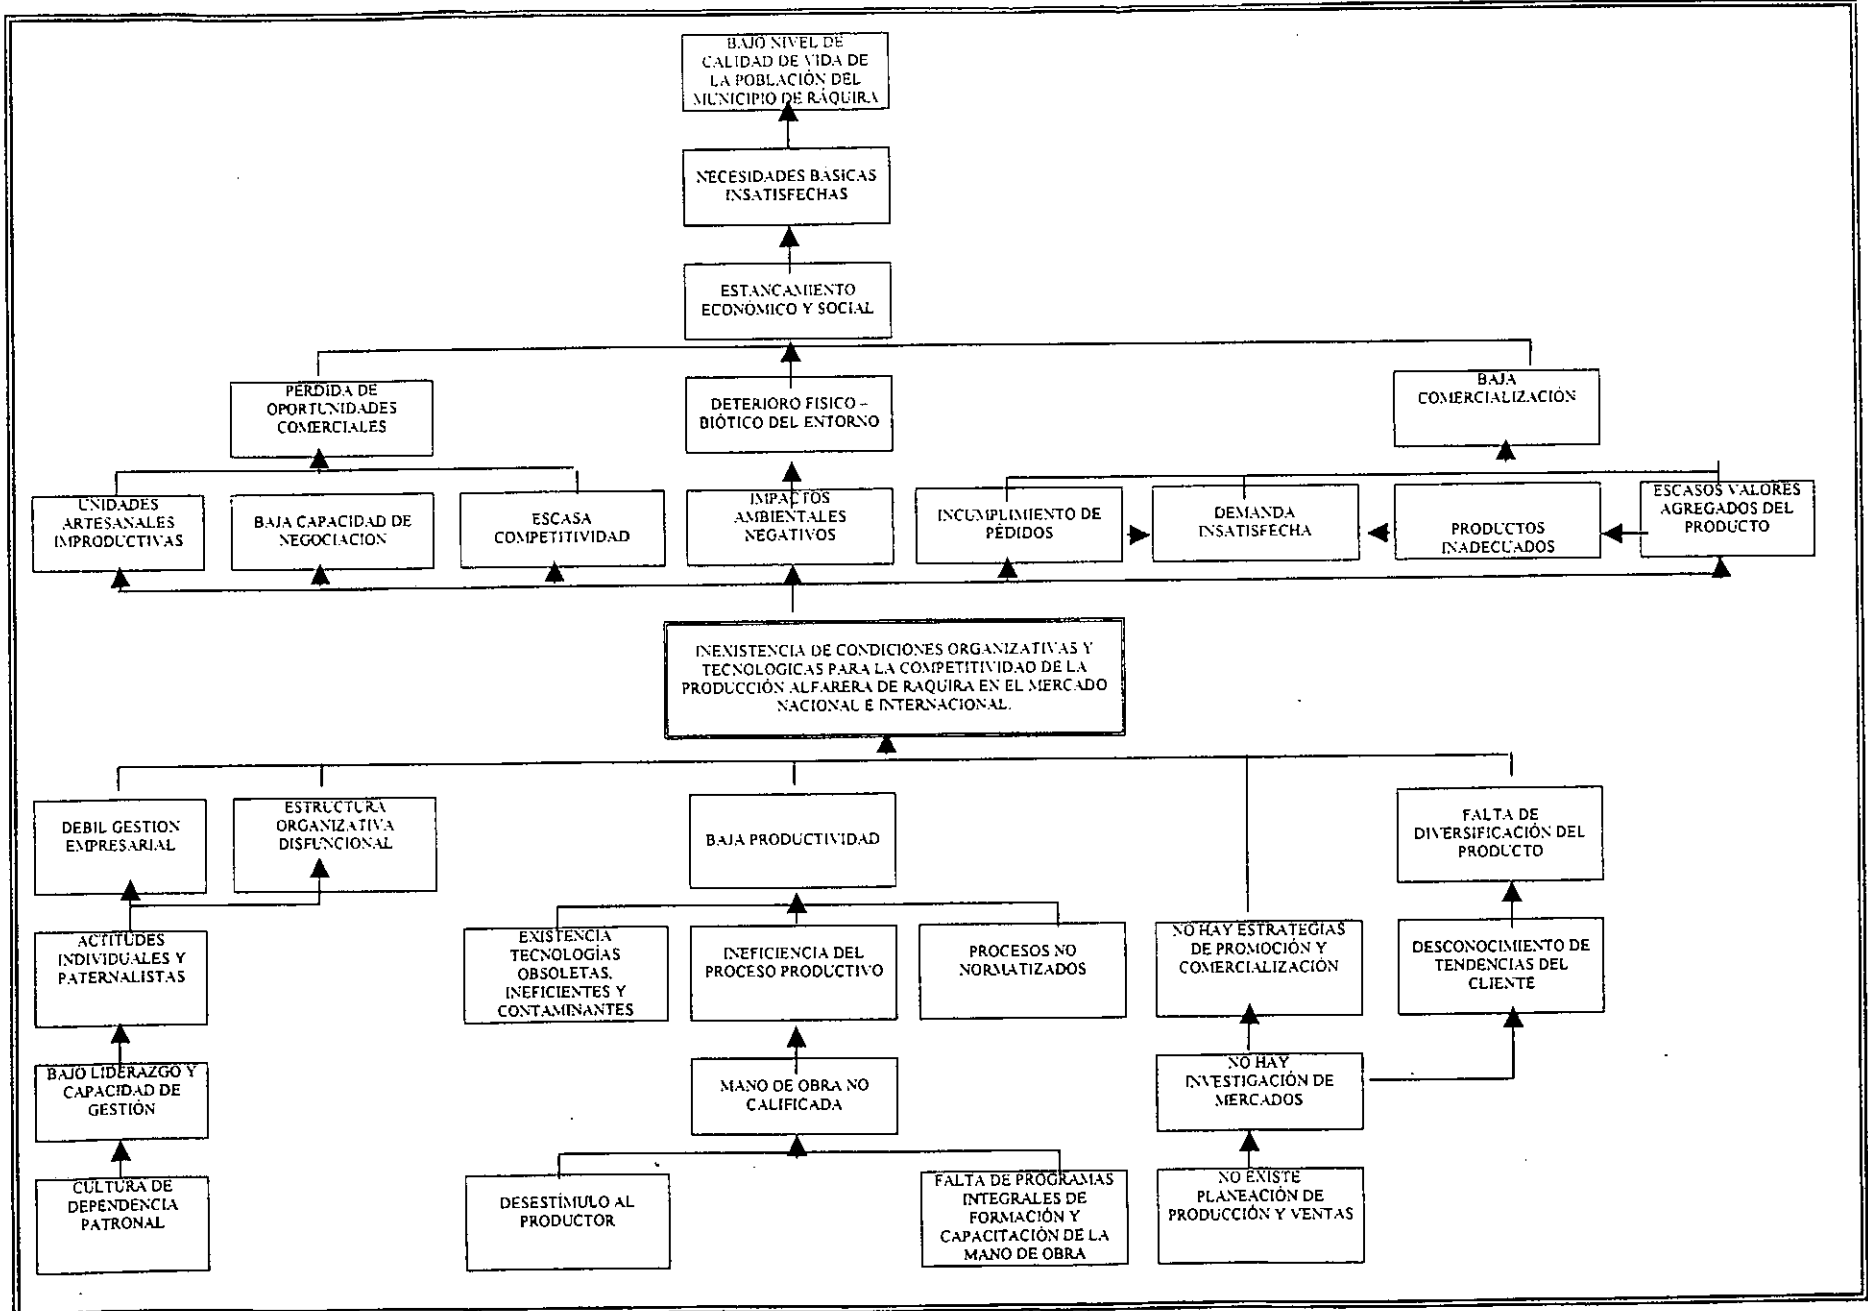 BAJO NIVEL DE
CALIDAD DE VIDA DE
LA POBLACIÓN DEL
MUNICIPIO DE RÁQUIRA
NECESIDADES BÁSICAS
INSATISFECHAS
ESTANCAMIENTO
ECONÓMICO Y SOCIAL
PÉRDIDA DE
OPORTUNIDADES
COMERCIALES
DETERIORO FISICO –
BIÓTICO DEL ENTORNO
BAJA
COMERCIALIZACIÓN
UNIDADES
ARTESANALES
IMPRODUCTIVAS
BAJA CAPACIDAD DE
NEGOCIACION
ESCASA
COMPETITIVIDAD
IMPACTOS
AMBIENTALES
NEGATIVOS
INCUMPLIMIENTO DE
PÉDIDOS
DEMANDA
INSATISFECHA
PRODUCTOS
INADECUADOS
ESCASOS VALORES
AGREGADOS DEL
PRODUCTO
INEXISTENCIA DE CONDICIONES ORGANIZATIVAS Y
TECNOLOGICAS PARA LA COMPETITIVIDAD DE LA
PRODUCCIÓN ALFARERA DE RAQUIRA EN EL MERCADO
NACIONAL E INTERNACIONAL.
DEBIL GESTION
EMPRESARIAL
ESTRUCTURA
ORGANIZATIVA
DISFUNCIONAL
BAJA PRODUCTIVIDAD
FALTA DE
DIVERSIFICACIÓN DEL
PRODUCTO
ACTITUDES
INDIVIDUALES Y
PATERNALISTAS
EXISTENCIA
TECNOLOGÍAS
OBSOLETAS,
INEFICIENTES Y
CONTAMINANTES
INEFICIENCIA DEL
PROCESO PRODUCTIVO
PROCESOS NO
NORMATIZADOS
NO HAY ESTRATEGIAS
DE PROMOCIÓN Y
COMERCIALIZACIÓN
DESCONOCIMIENTO DE
TENDENCIAS DEL
CLIENTE
BAJO LIDERAZGO Y
CAPACIDAD DE
GESTIÓN
MANO DE OBRA NO
CALIFICADA
NO HAY
INVESTIGACIÓN DE
MERCADOS
CULTURA DE
DEPENDENCIA
PATRONAL
DESESTÍMULO AL
PRODUCTOR
FALTA DE PROGRAMAS
INTEGRALES DE
FORMACIÓN Y
CAPACITACIÓN DE LA
MANO DE OBRA
NO EXISTE
PLANEACIÓN DE
PRODUCCIÓN Y VENTAS